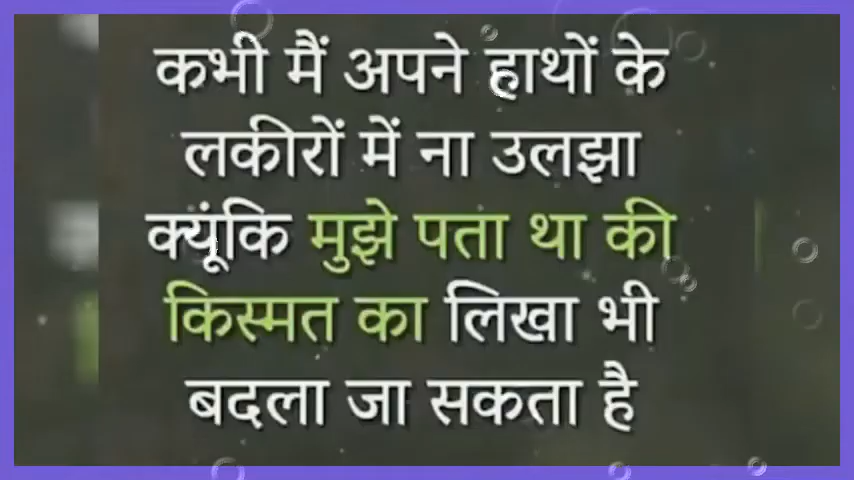 कभी मैं अपने हाथों के
लकीरों में ना उलझा
क्यूंकि मुझे पता था की
किस्मत का लिखा भी
बदला जा सकता है